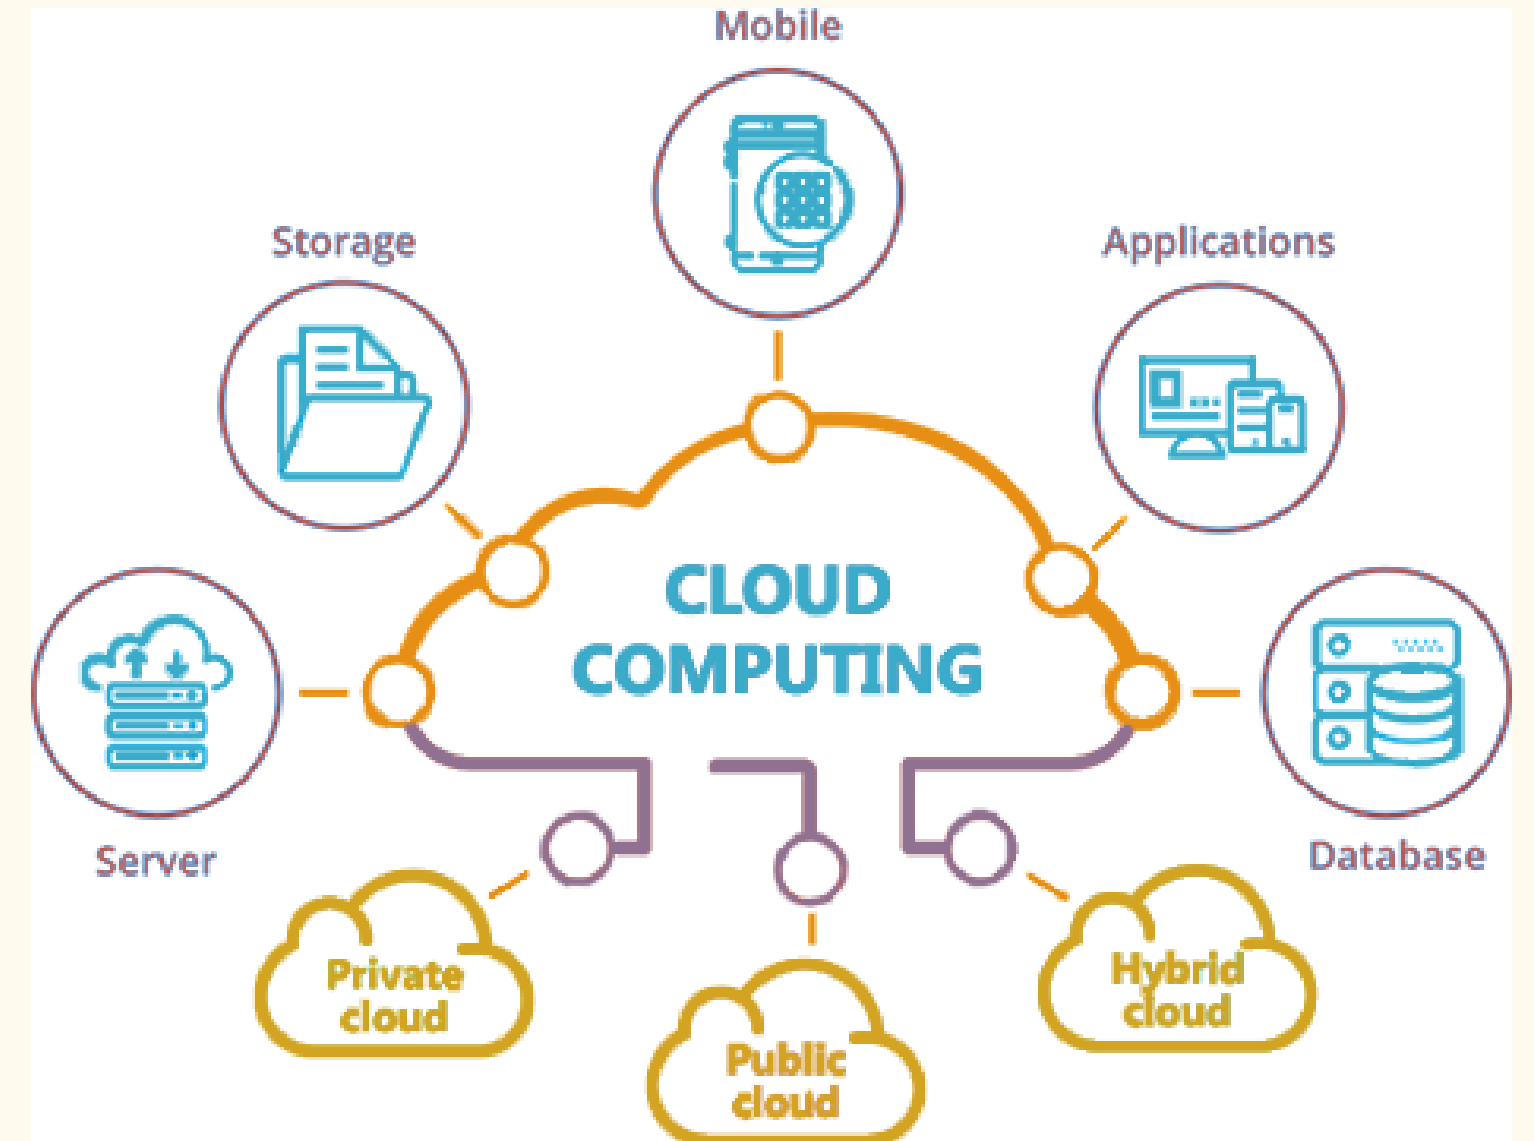 Mobile
Storage
Applications
CLOUD
COMPUTING
Server
Database
Private
cloud
Public
cloud
Hybrid
cloud